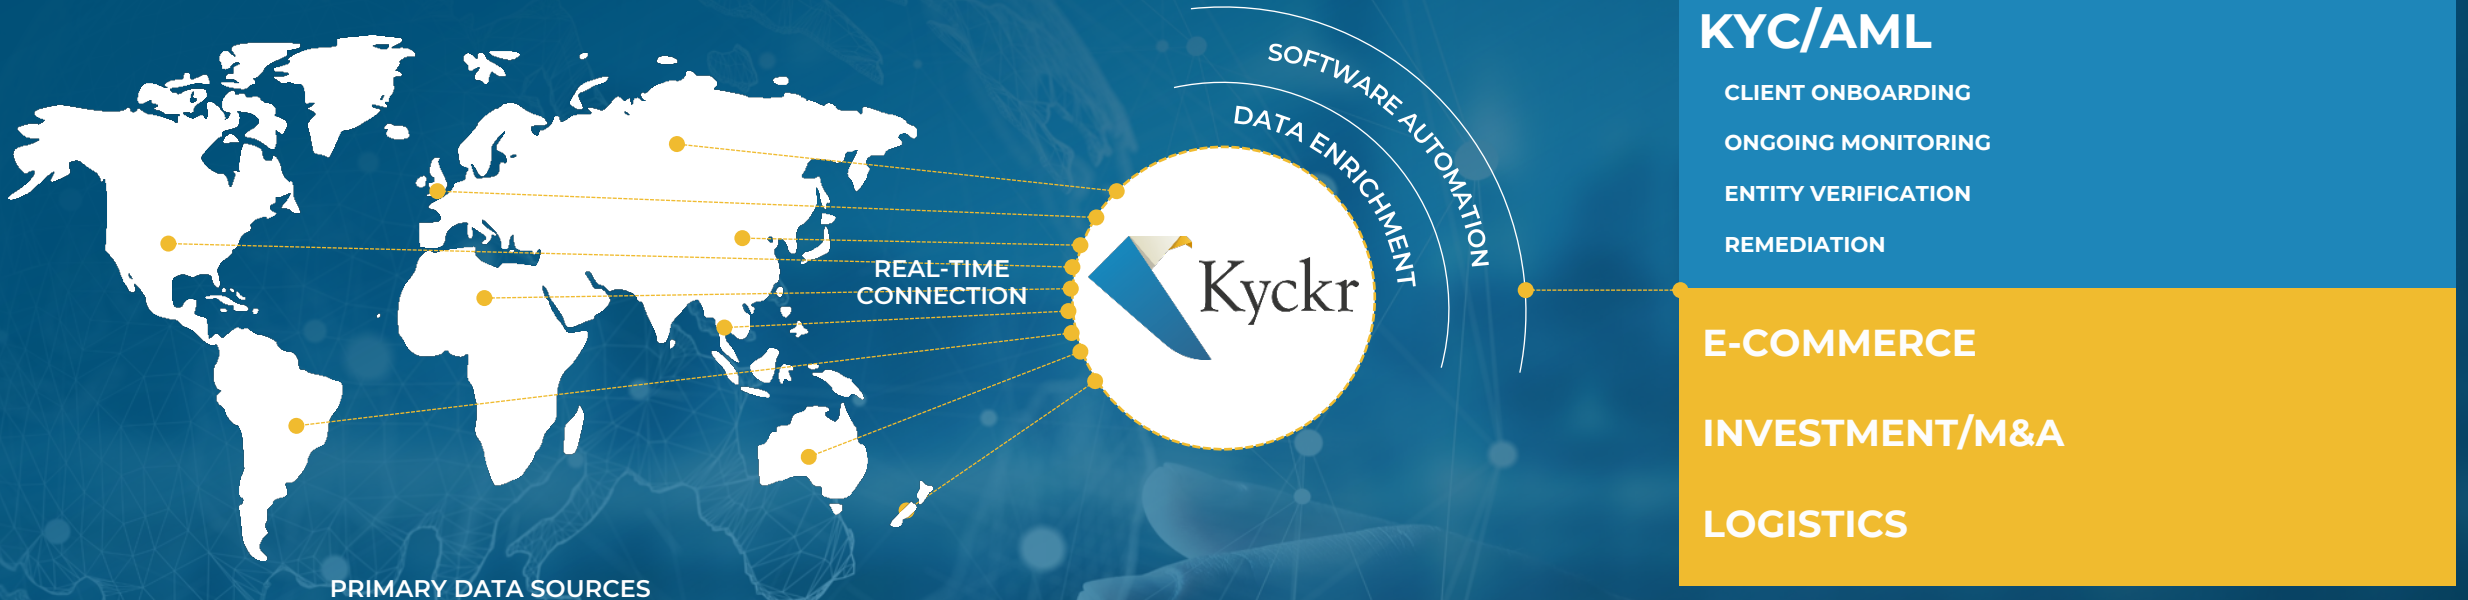 PRIMARY DATA SOURCES
REAL-TIME
CONNECTION
Kyckr
DATA ENRICHMENT
SOFTWARE AUTOMATION
KYC/AML
CLIENT ONBOARDING
ONGOING MONITORING
ENTITY VERIFICATION
REMEDIATION
E-COMMERCE
INVESTMENT/M&A
LOGISTICS